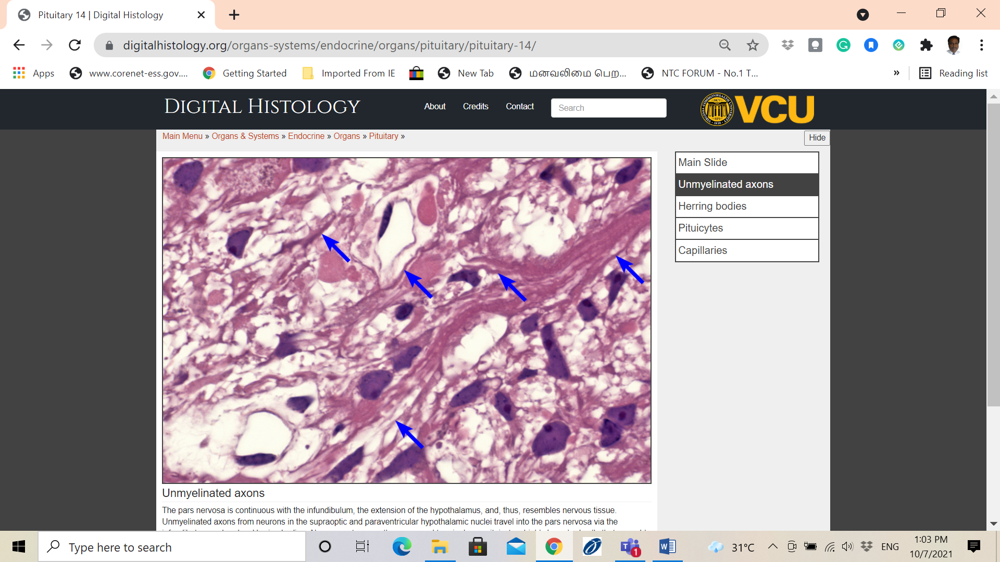 Pituitary 14 | Digital Histology
digitalhistology.org/organs-systems/endocrine/organs/pituitary/pituitary-14/
Apps
www.corenet-ess.gov....
Getting Started
Imported From IE
New Tab
மனவலிமை பெற...
NTC FORUM - No.1 T...
»
Reading list
DIGITAL HISTOLOGY
About
Credits
Contact
Search
VCU
Main Menu » Organs & Systems » Endocrine » Organs » Pituitary »
Hide
Main Slide
Unmyelinated axons
Herring bodies
Pituicytes
Capillaries
Unmyelinated axons
The pars nervosa is continuous with the infundibulum, the extension of the hypothalamus, and, thus, resembles nervous tissue.
Unmyelinated axons from neurons in the supraoptic and paraventricular hypothalamic nuclei travel into the pars nervosa via the
Type here to search
1
31°C
ENG
1:03 PM
10/7/2021